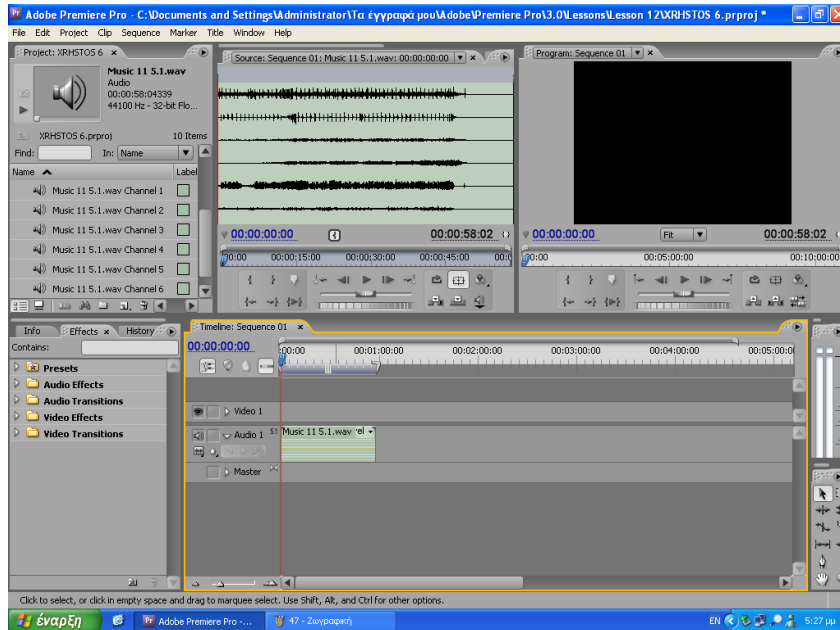 Adobe Premiere Pro - C:\Documents and Settings\Administrator\Τα έγγραφά μου\Adobe\Premiere Pro\3.0\Lessons\Lesson 12\XRHSTOS 6.prproj *
File Edit Project Clip Sequence Marker Title Window Help
Project: XRHSTOS 6
Music 11 5.1.wav
Audio
00:00:58:04339
44100 Hz - 32-bit Flo...
XRHSTOS 6.prproj 10 Items
Find: In: Name
Name Label
Music 11 5.1.wav Channel 1
Music 11 5.1.wav Channel 2
Music 11 5.1.wav Channel 3
Music 11 5.1.wav Channel 4
Music 11 5.1.wav Channel 5
Music 11 5.1.wav Channel 6
Source: Sequence 01: Music 11 5.1.wav: 00:00:00:00
00:00:00:00 00:00:58:02
00:00 00:00:15:00 00:00:30:00 00:00:45:00 00:0
Program: Sequence 01
00:00:00:00 Fit 00:00:58:02
00:00 00:05:00:00 00:10:00:00
Info Effects History
Contains:
Presets
Audio Effects
Audio Transitions
Video Effects
Video Transitions
Timeline: Sequence 01
00:00:00:00
00:00 00:01:00:00 00:02:00:00 00:03:00:00 00:04:00:00 00:05:00:0
Video 1
Audio 1 5.1 Music 11 5.1.wav
Master
Click to select, or click in empty space and drag to marquee select. Use Shift, Alt, and Ctrl for other options.
έναρξη Adobe Premiere Pro -... 47 - Ζωγραφική EN 5:27 μμ